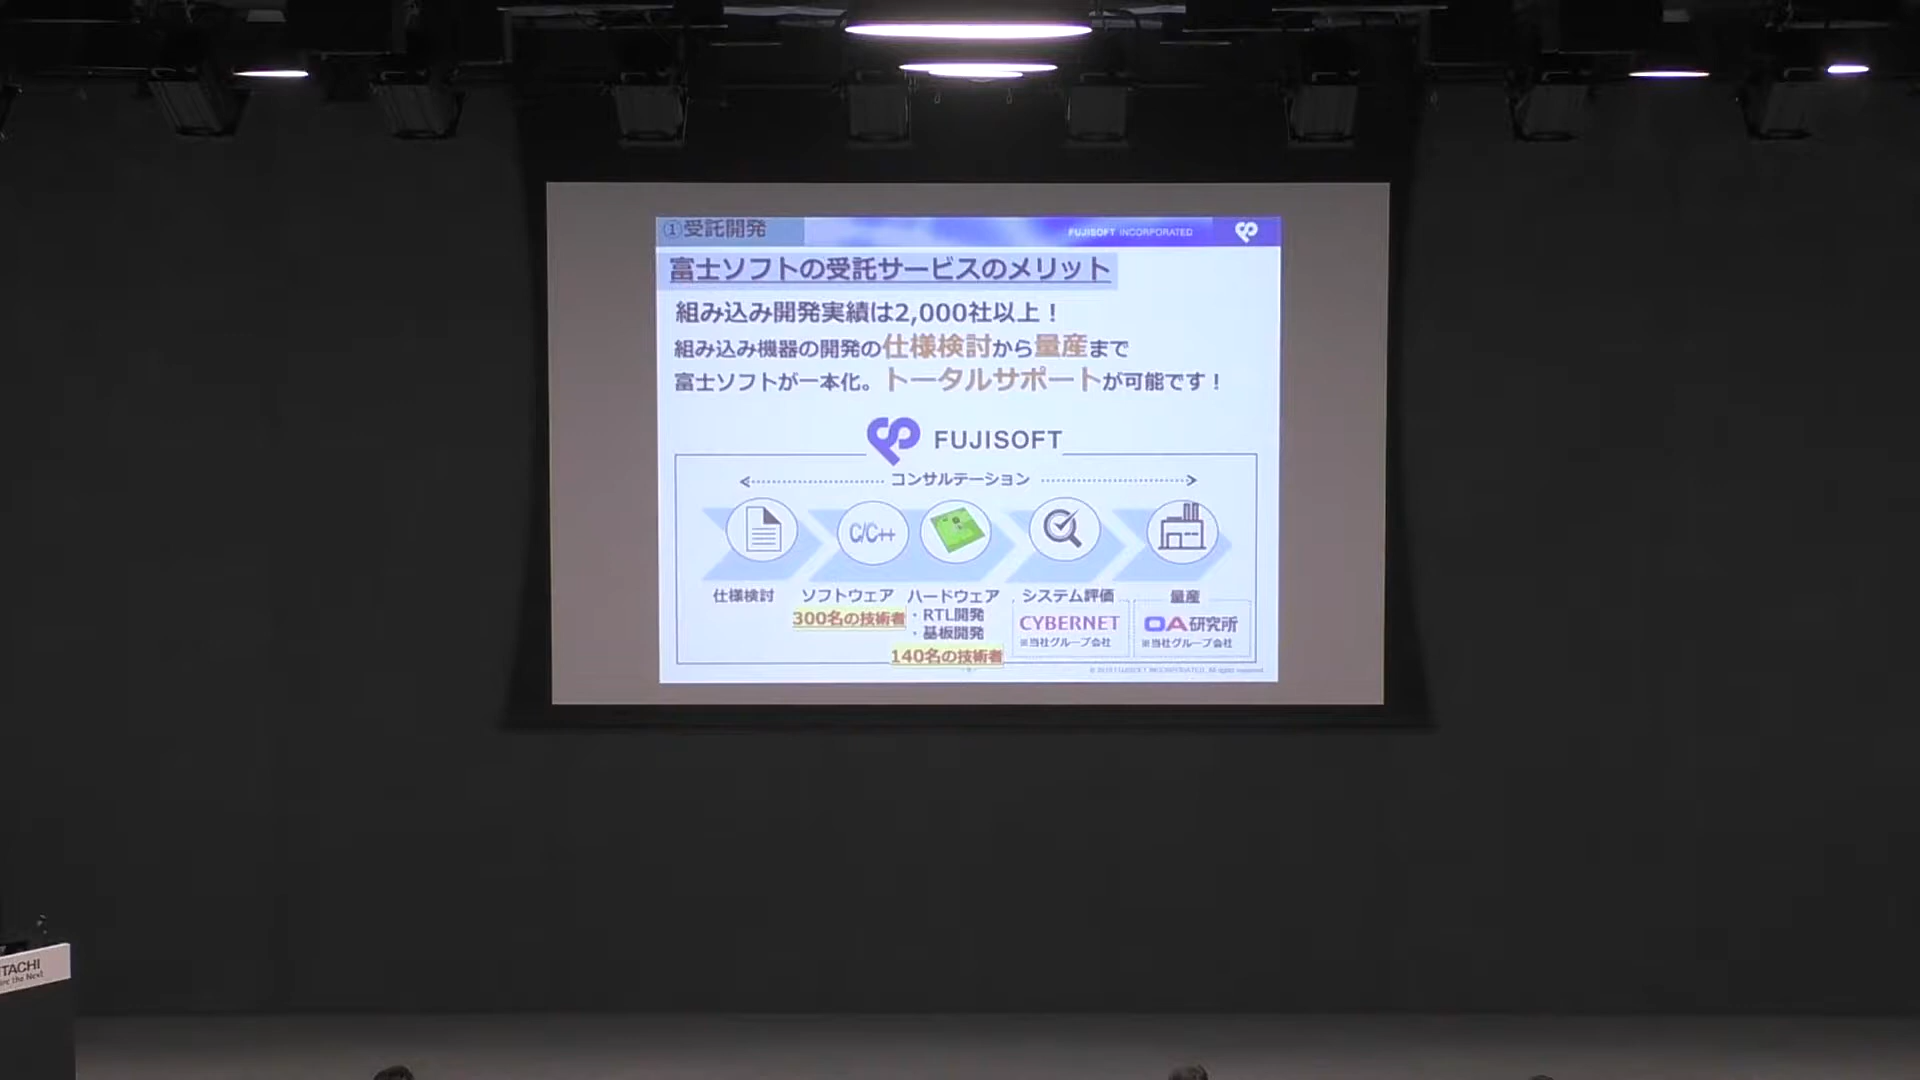 ①受託開発
FUJISOFT INCORPORATED
富士ソフトの受託サービスのメリット
組み込み開発実績は2,000社以上！
組み込み機器の開発の仕様検討から量産まで
富士ソフトが一本化。トータルサポートが可能です！
FUJISOFT
コンサルテーション
C/C++
仕様検討
ソフトウェア
300名の技術者
ハードウェア
・RTL開発
・基板開発
140名の技術者
システム評価
CYBERNET
※当社グループ会社
量産
OA研究所
※当社グループ会社
TACHI
the Next